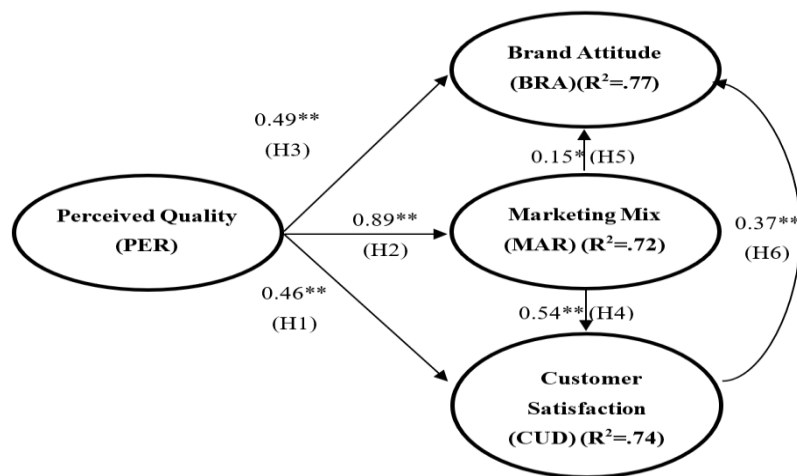 Brand Attitude
(BRA)(R²=.77)
0.49**
(H3)
0.15* (H5)
Perceived Quality
(PER)
0.89**
(H2)
Marketing Mix
(MAR) (R²=.72)
0.37**
(H6)
0.46**
(H1)
0.54** (H4)
Customer
Satisfaction
(CUD) (R²=.74)